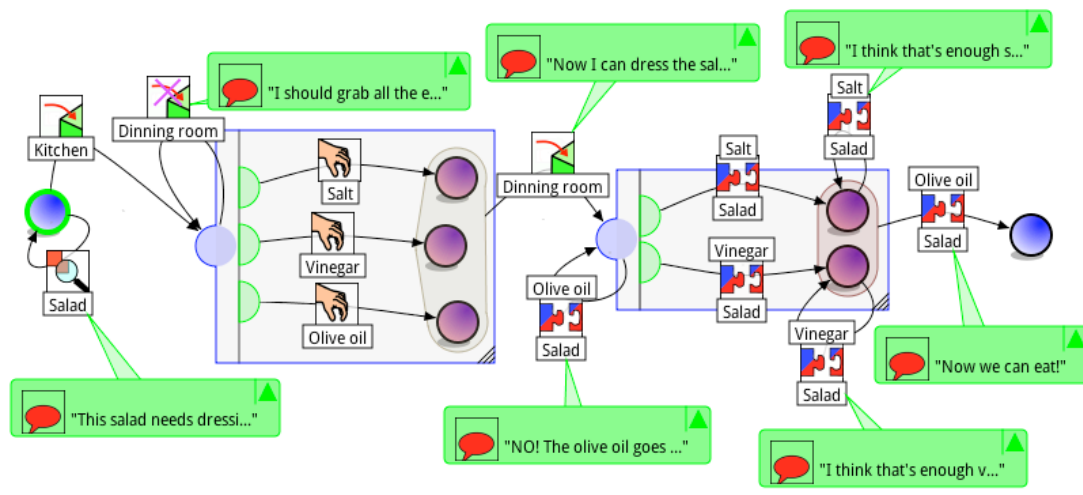 "I think that's enough s..."
"Now I can dress the sal..."
"I should grab all the e..."
Salt
Dinning room
Kitchen
Salad
Salt
Salad
Salt
Dinning room
Olive oil
Salad
Vinegar
Vinegar
Salad
Salad
Olive oil
Olive oil
Salad
Vinegar
Salad
"Now we can eat!"
"This salad needs dressi..."
"NO! The olive oil goes ..."
"I think that's enough v..."